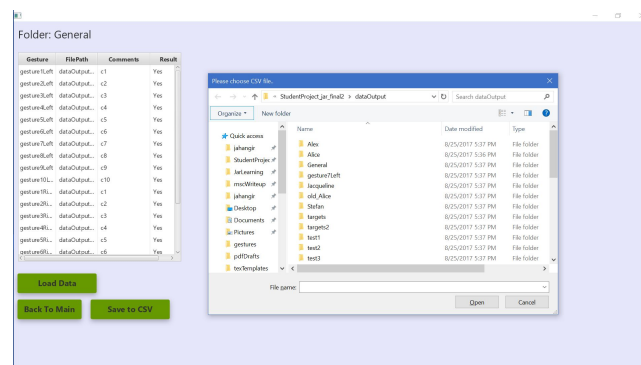 Folder: General
Gesture FilePath Comments Result
gesture1Left dataOutput... c1 Yes
gesture2Left dataOutput... c2 Yes
gesture3Left dataOutput... c3 Yes
gesture4Left dataOutput... c4 Yes
gesture5Left dataOutput... c5 Yes
gesture6Left dataOutput... c6 Yes
gesture7Left dataOutput... c7 Yes
gesture8Left dataOutput... c8 Yes
gesture9Left dataOutput... c9 Yes
gesture10L... dataOutput... c10 Yes
gesture1Ri... dataOutput... c1 Yes
gesture2Ri... dataOutput... c2 Yes
gesture3Ri... dataOutput... c3 Yes
gesture4Ri... dataOutput... c4 Yes
gesture5Ri... dataOutput... c5 Yes
gesture6Ri... dataOutput... c6 Yes
Load Data
Back To Main Save to CSV
Please choose CSV file..
StudentProject_jar_final2 > dataOutput Search dataOutput
Organize New folder
Name Date modified Type
Quick access
jahangir
StudentProjec
JarLearning
mscWriteup
jahangir
Desktop
Documents
Pictures
gestures
pdfDrafts
texTemplates
Alex 8/25/2017 5:37 PM File folder
Alice 8/25/2017 5:36 PM File folder
General 8/25/2017 5:37 PM File folder
gesture7Left 8/25/2017 5:37 PM File folder
Jacqueline 8/25/2017 5:37 PM File folder
old_Alice 8/25/2017 5:37 PM File folder
Stefan 8/25/2017 5:37 PM File folder
targets 8/25/2017 5:37 PM File folder
targets2 8/25/2017 5:37 PM File folder
test1 8/25/2017 5:37 PM File folder
test2 8/25/2017 5:37 PM File folder
test3 8/25/2017 5:37 PM File folder
File name:
Open Cancel